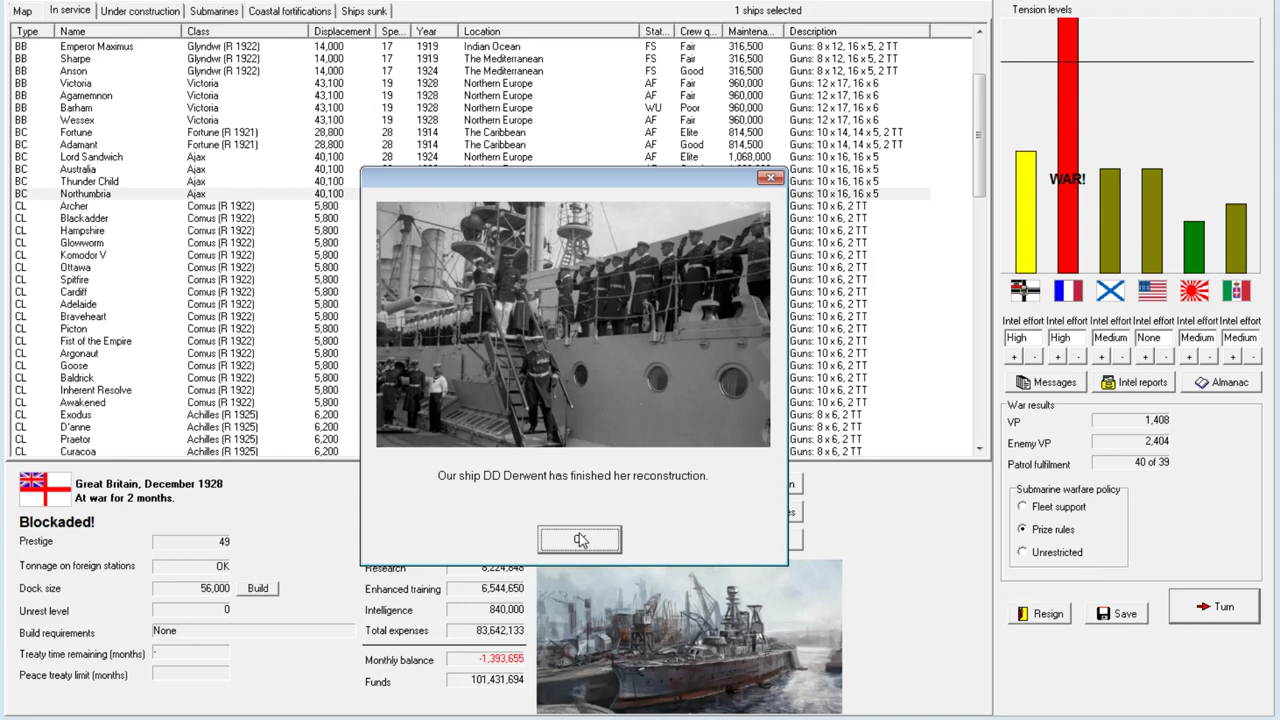 Map In service Under construction Submarines Coastal fortifications Ships sunk 1 ships selected
Type Name Class Displacement Spe... Year Location Stat... Crew q... Maintena... Description
BB Emperor Maximus Glyndwr (R 1922) 14,000 17 1919 Indian Ocean FS Fair 316,500 Guns: 8 x 12, 16 x 5, 2 TT
BB Sharpe Glyndwr (R 1922) 14,000 17 1919 The Mediterranean FS Fair 316,500 Guns: 8 x 12, 16 x 5, 2 TT
BB Anson Glyndwr (R 1922) 14,000 17 1924 The Mediterranean FS Good 316,500 Guns: 8 x 12, 16 x 5, 2 TT
BB Victoria Victoria 43,100 19 1928 Northern Europe AF Fair 960,000 Guns: 12 x 17, 16 x 6
BB Agamemnon Victoria 43,100 19 1928 Northern Europe AF Fair 960,000 Guns: 12 x 17, 16 x 6
BB Barham Victoria 43,100 19 1928 Northern Europe WU Poor 960,000 Guns: 12 x 17, 16 x 6
BB Wessex Victoria 43,100 19 1928 Northern Europe AF Fair 960,000 Guns: 12 x 17, 16 x 6
BC Fortune Fortune (R 1921) 28,800 28 1914 The Caribbean AF Elite 814,500 Guns: 10 x 14, 14 x 5, 2 TT
BC Adamant Fortune (R 1921) 28,800 28 1914 The Caribbean AF Good 814,500 Guns: 10 x 14, 14 x 5, 2 TT
BC Lord Sandwich Ajax 40,100 28 1924 Northern Europe AF Elite 1,068,000 Guns: 10 x 16, 16 x 5
BC Australia Ajax 40,100 Guns: 10 x 16, 16 x 5
BC Thunder Child Ajax 40,100 Guns: 10 x 16, 16 x 5
BC Northumbria Ajax 40,100 Guns: 10 x 16, 16 x 5
CL Archer Comus (R 1922) 5,800 Guns: 10 x 6, 2 TT
CL Blackadder Comus (R 1922) 5,800 Guns: 10 x 6, 2 TT
CL Hampshire Comus (R 1922) 5,800 Guns: 10 x 6, 2 TT
CL Glowworm Comus (R 1922) 5,800 Guns: 10 x 6, 2 TT
CL Komodor V Comus (R 1922) 5,800 Guns: 10 x 6, 2 TT
CL Ottawa Comus (R 1922) 5,800 Guns: 10 x 6, 2 TT
CL Spitfire Comus (R 1922) 5,800 Guns: 10 x 6, 2 TT
CL Cardiff Comus (R 1922) 5,800 Guns: 10 x 6, 2 TT
CL Adelaide Comus (R 1922) 5,800 Guns: 10 x 6, 2 TT
CL Braveheart Comus (R 1922) 5,800 Guns: 10 x 6, 2 TT
CL Picton Comus (R 1922) 5,800 Guns: 10 x 6, 2 TT
CL Fist of the Empire Comus (R 1922) 5,800 Guns: 10 x 6, 2 TT
CL Argonaut Comus (R 1922) 5,800 Guns: 10 x 6, 2 TT
CL Goose Comus (R 1922) 5,800 Guns: 10 x 6, 2 TT
CL Baldrick Comus (R 1922) 5,800 Guns: 10 x 6, 2 TT
CL Inherent Resolve Comus (R 1922) 5,800 Guns: 10 x 6, 2 TT
CL Awakened Comus (R 1922) 5,800 Guns: 10 x 6, 2 TT
CL Exodus Achilles (R 1925) 6,200 Guns: 8 x 6, 2 TT
CL D'anne Achilles (R 1925) 6,200 Guns: 8 x 6, 2 TT
CL Praetor Achilles (R 1925) 6,200 Guns: 8 x 6, 2 TT
CL Curacoa Achilles (R 1925) 6,200 Guns: 8 x 6, 2 TT
Our ship DD Derwent has finished her reconstruction.
Great Britain, December 1928
At war for 2 months.
Blockaded!
Prestige 49
Tonnage on foreign stations OK
Dock size 56,000 Build
Unrest level 0
Build requirements None
Treaty time remaining (months) -
Peace treaty limit (months)
Research 8,224,848
Enhanced training 6,544,650
Intelligence 840,000
Total expenses 83,642,133
Monthly balance -1,393,655
Funds 101,431,694
Tension levels
WAR!
Intel effort Intel effort Intel effort Intel effort Intel effort Intel effort
High High Medium None Medium Medium
+ - + - + - + - + - + -
Messages Intel reports Almanac
War results
VP 1,408
Enemy VP 2,404
Patrol fulfilment 40 of 39
Submarine warfare policy
Fleet support
Prize rules
Unrestricted
Resign Save Turn